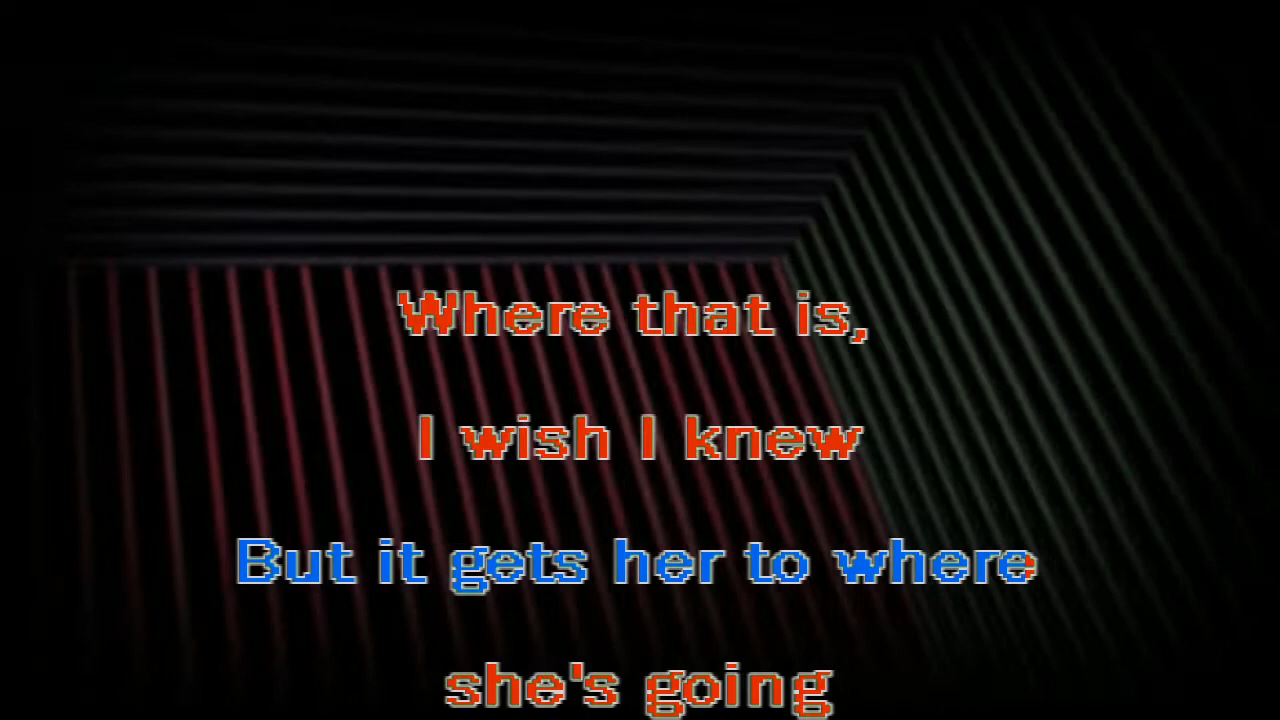 Where that is,
I wish I knew
But it gets her to where
she's going